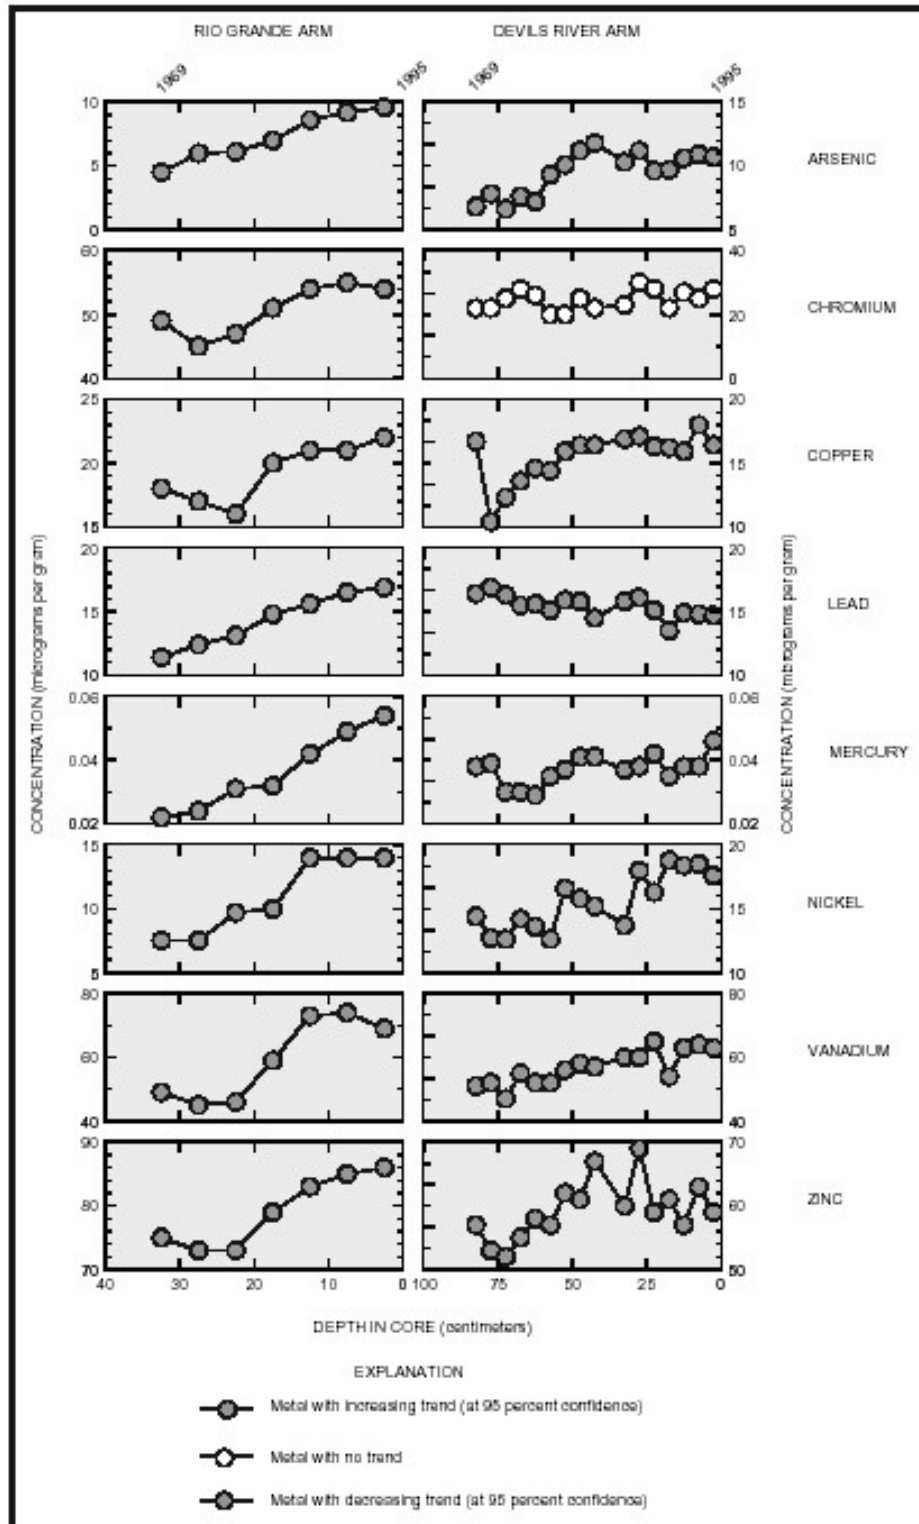 RIO GRANDE ARM DEVILS RIVER ARM
1969 1995 1969 1995
10 15
5 10 ARSENIC
0 5
60 40
50 20 CHROMIUM
40 0
25 20
20 15 COPPER
15 10
20 20
15 15 LEAD
10 10
0.06 0.06
0.04 0.04 MERCURY
0.02 0.02
15 20
10 15 NICKEL
5 10
80 80
60 60 VANADIUM
40 40
90 70
80 60 ZINC
70 50
40 30 20 10 0 100 75 50 25 0
CONCENTRATION (micrograms per gram)
CONCENTRATION (micrograms per gram)
DEPTH IN CORE (centimeters)
EXPLANATION
Metal with increasing trend (at 95 percent confidence)
Metal with no trend
Metal with decreasing trend (at 95 percent confidence)